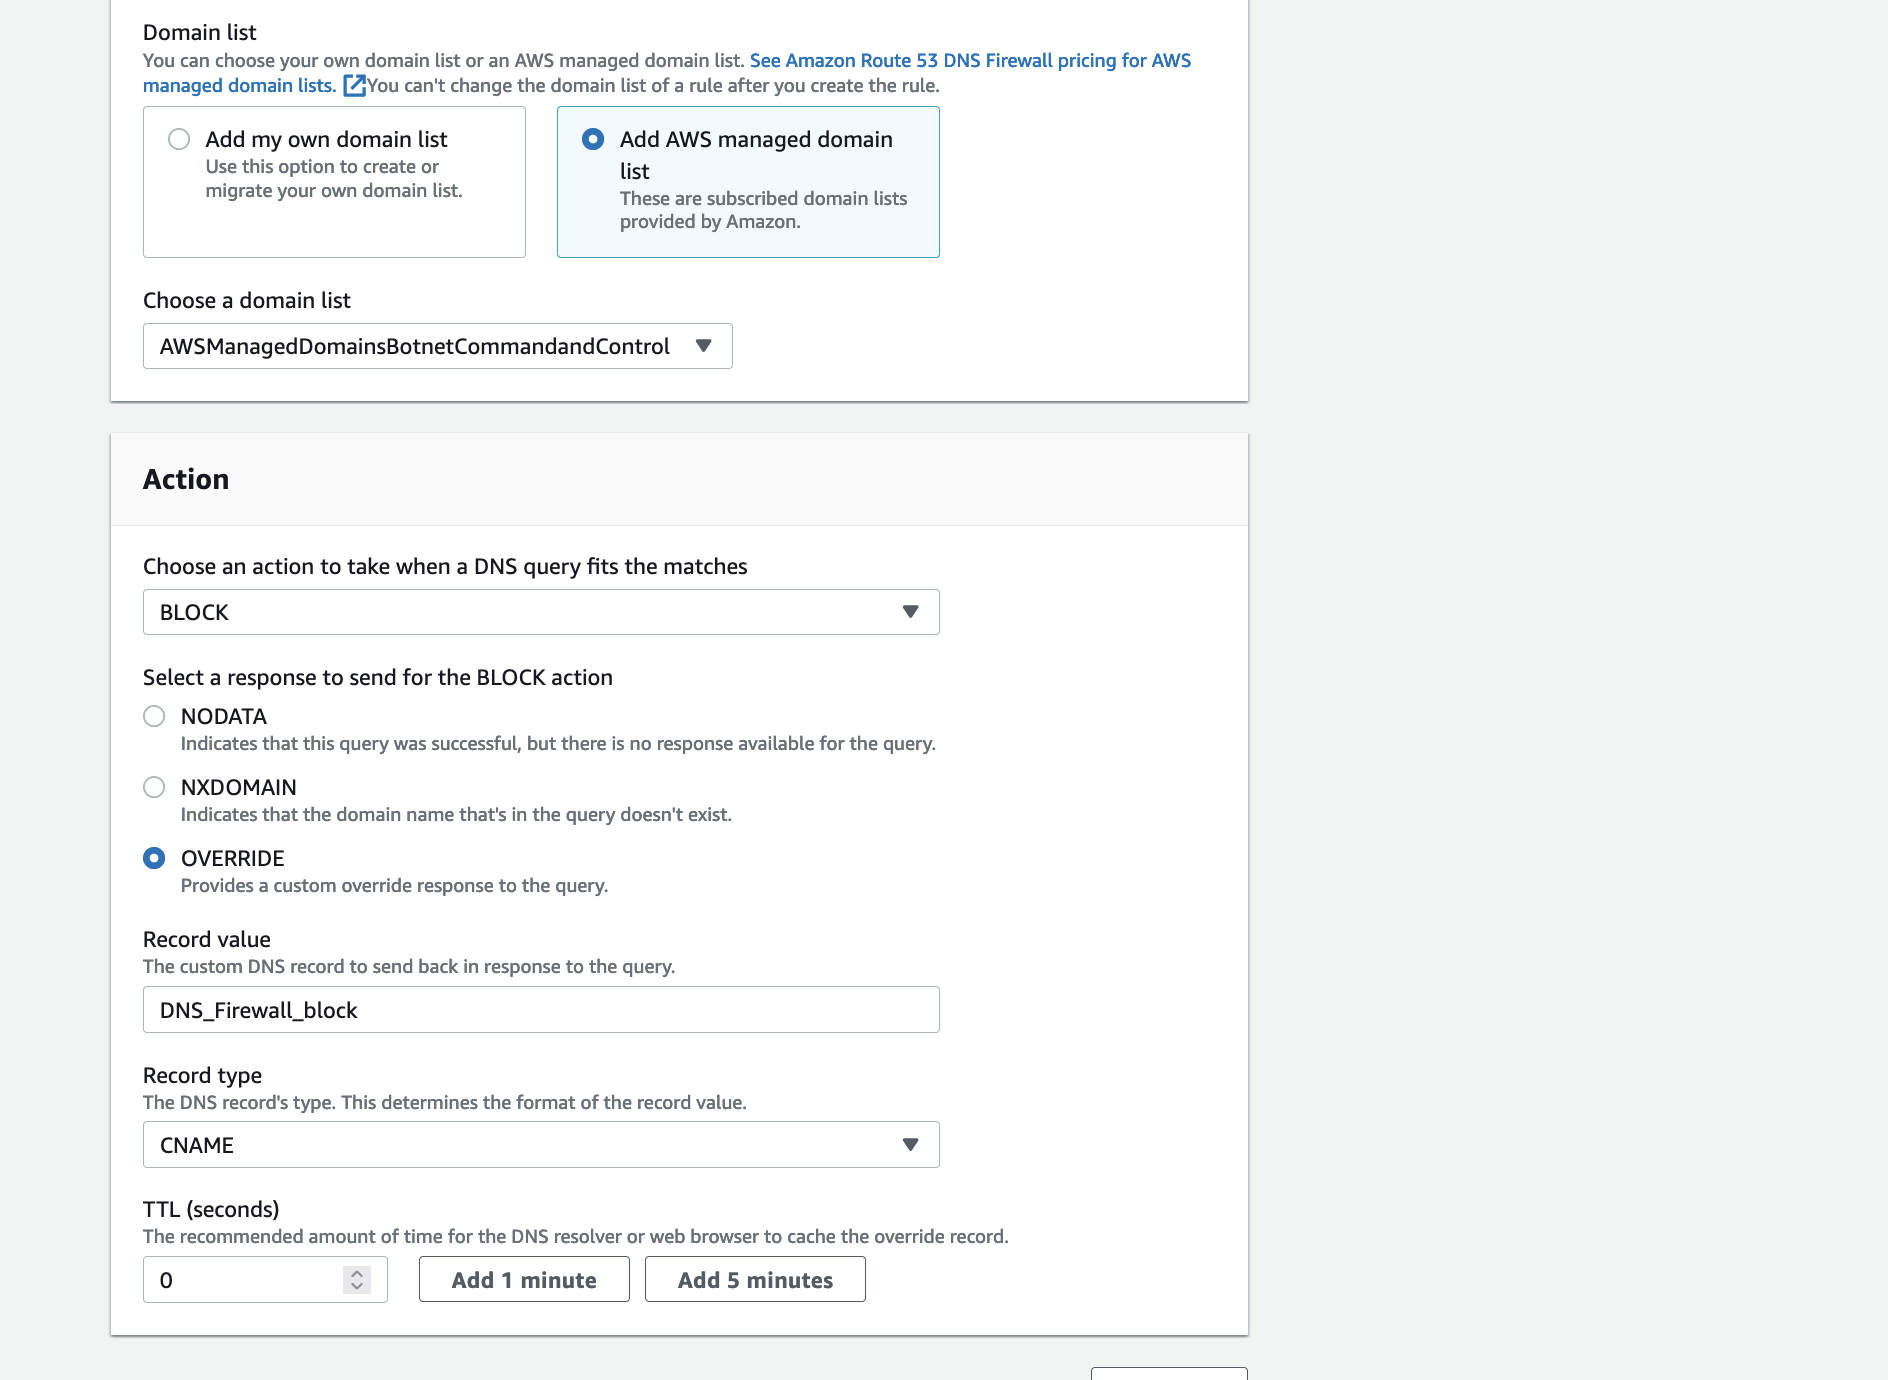 Domain list
You can choose your own domain list or an AWS managed domain list. See Amazon Route 53 DNS Firewall pricing for AWS
managed domain lists. You can't change the domain list of a rule after you create the rule.
Add my own domain list
Use this option to create or
migrate your own domain list.
Add AWS managed domain
list
These are subscribed domain lists
provided by Amazon.
Choose a domain list
AWSManagedDomainsBotnetCommandandControl
Action
Choose an action to take when a DNS query fits the matches
BLOCK
Select a response to send for the BLOCK action
NODATA
Indicates that this query was successful, but there is no response available for the query.
NXDOMAIN
Indicates that the domain name that's in the query doesn't exist.
OVERRIDE
Provides a custom override response to the query.
Record value
The custom DNS record to send back in response to the query.
DNS_Firewall_block
Record type
The DNS record's type. This determines the format of the record value.
CNAME
TTL (seconds)
The recommended amount of time for the DNS resolver or web browser to cache the override record.
0
Add 1 minute
Add 5 minutes